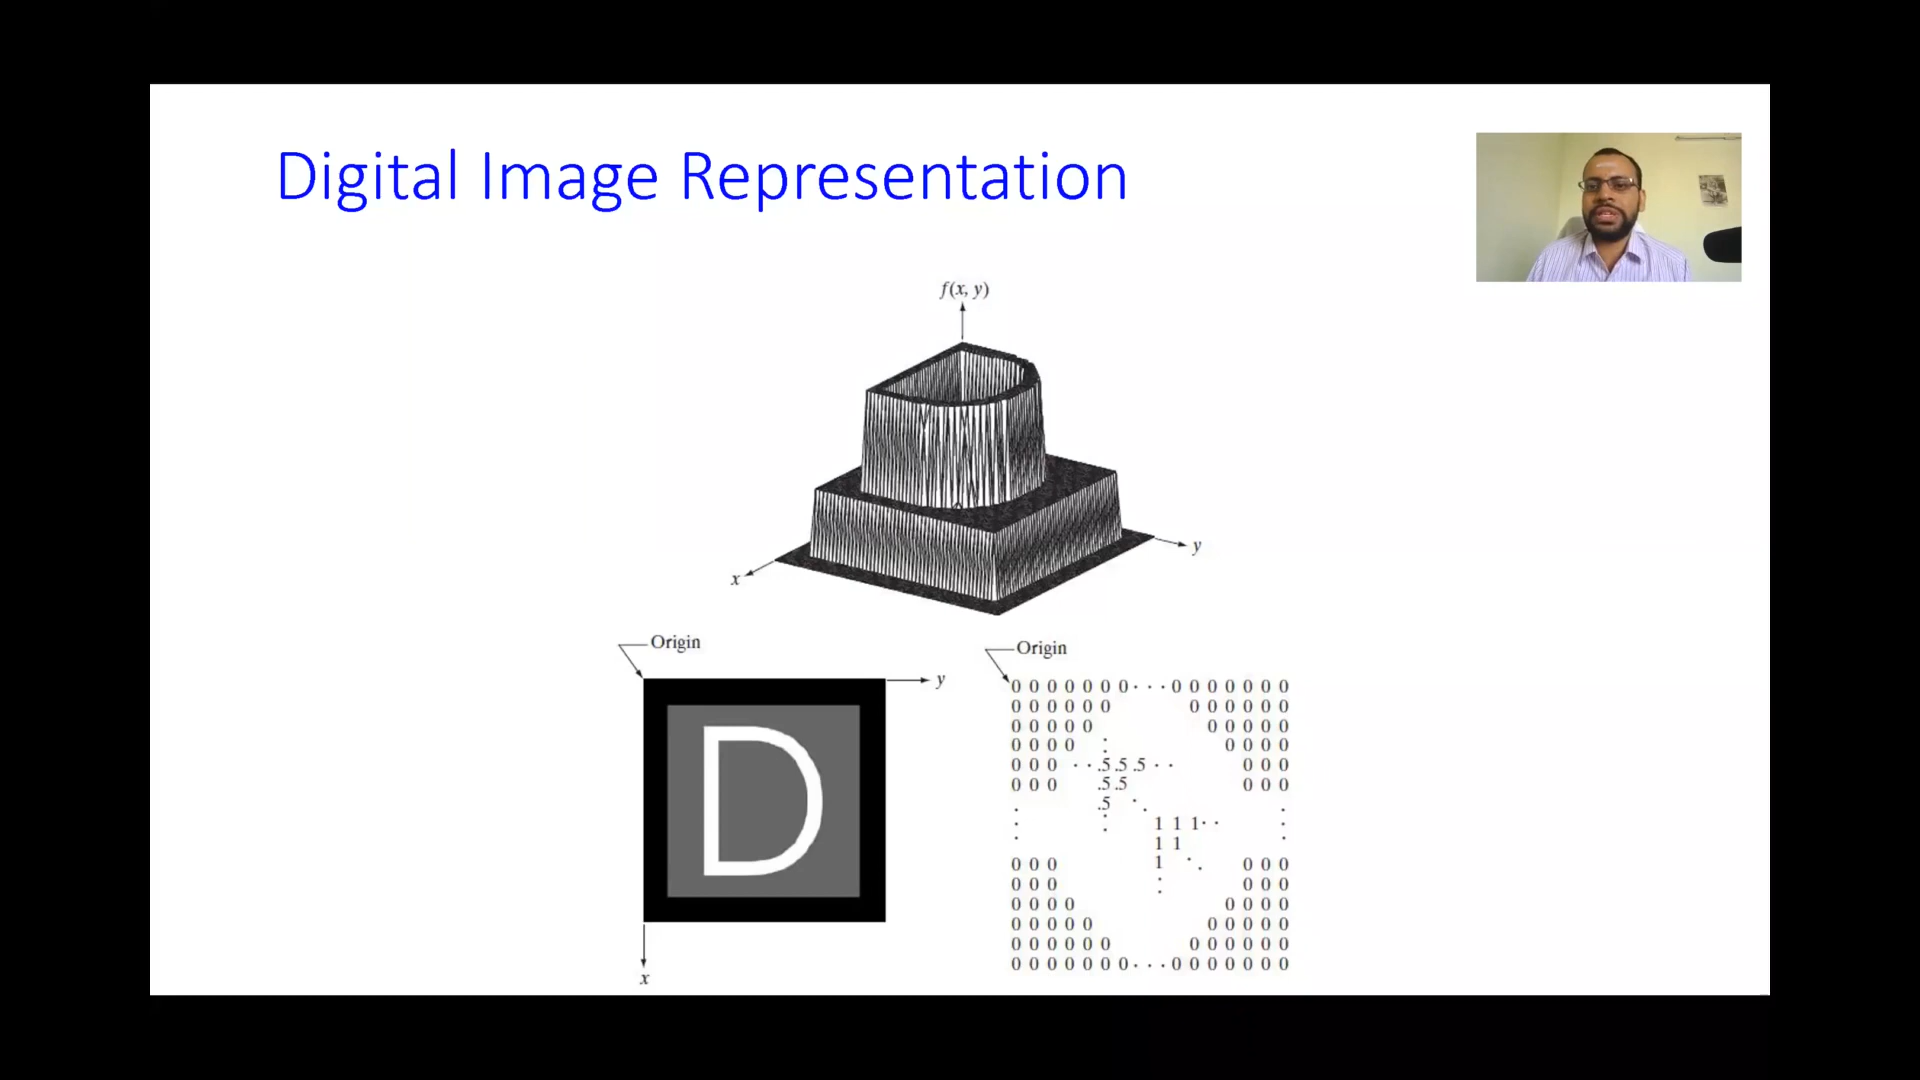 Digital Image Representation
f(x, y)
y
x
Origin
y
D
x
Origin
0 0 0 0 0 0 0 · · · 0 0 0 0 0 0 0
0 0 0 0 0 0 0 0 0 0 0 0
0 0 0 0 0 0 0 0 0 0
0 0 0 0 0 0 0 0
0 0 0 · · .5 .5 .5 · · 0 0 0
0 0 0 .5 .5 0 0 0
.5
1 1 1 · ·
1 1
0 0 0 1 0 0 0
0 0 0 0 0 0
0 0 0 0 0 0 0 0
0 0 0 0 0 0 0 0 0 0
0 0 0 0 0 0 0 0 0 0 0 0
0 0 0 0 0 0 0 · · · 0 0 0 0 0 0 0